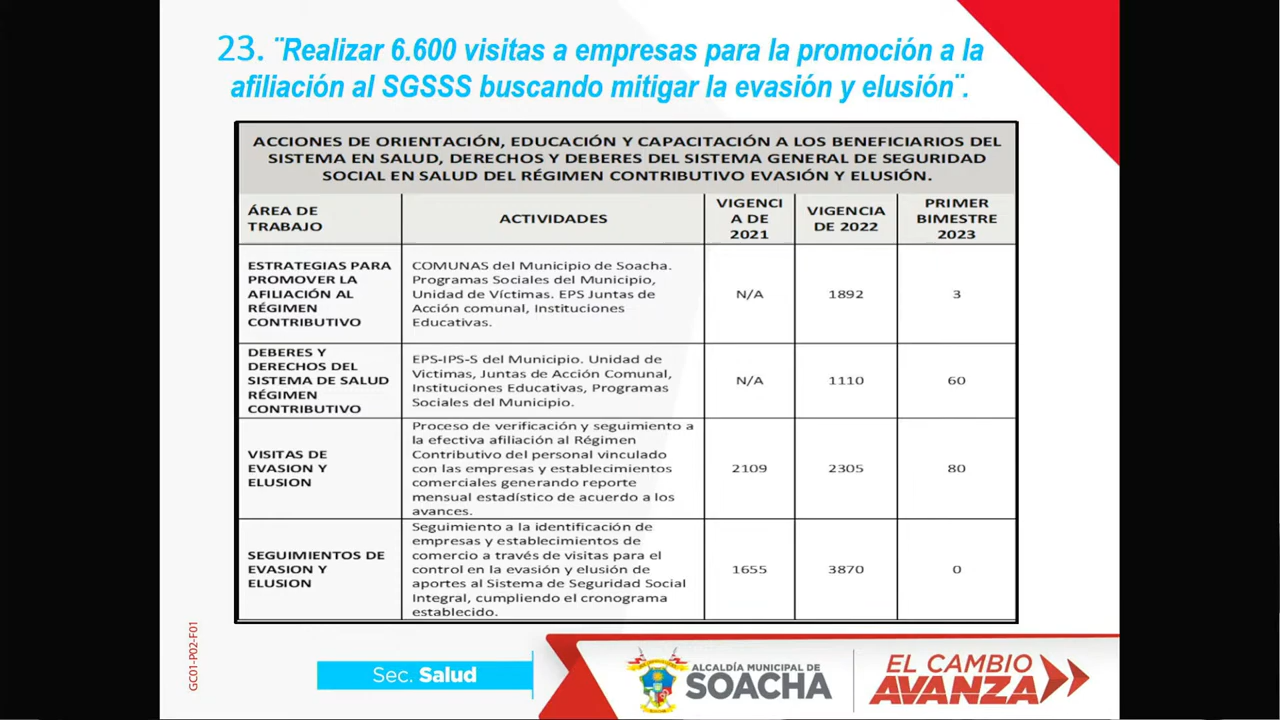 23. ¨Realizar 6.600 visitas a empresas para la promoción a la
afiliación al SGSSS buscando mitigar la evasión y elusión¨.
ACCIONES DE ORIENTACIÓN, EDUCACIÓN Y CAPACITACIÓN A LOS BENEFICIARIOS DEL
SISTEMA EN SALUD, DERECHOS Y DEBERES DEL SISTEMA GENERAL DE SEGURIDAD
SOCIAL EN SALUD DEL RÉGIMEN CONTRIBUTIVO EVASIÓN Y ELUSIÓN.
ÁREA DE
TRABAJO
ACTIVIDADES
VIGENCI
A DE
2021
VIGENCIA
DE 2022
PRIMER
BIMESTRE
2023
ESTRATEGIAS PARA
PROMOVER LA
AFILIACIÓN AL
RÉGIMEN
CONTRIBUTIVO
COMUNAS del Municipio de Soacha.
Programas Sociales del Municipio,
Unidad de Víctimas. EPS Juntas de
Acción comunal, Instituciones
Educativas.
N/A
1892
3
DEBERES Y
DERECHOS DEL
SISTEMA DE SALUD
RÉGIMEN
CONTRIBUTIVO
EPS-IPS-S del Municipio. Unidad de
Victimas, Juntas de Acción Comunal,
Instituciones Educativas, Programas
Sociales del Municipio.
N/A
1110
60
VISITAS DE
EVASION Y
ELUSION
Proceso de verificación y seguimiento a
la efectiva afiliación al Régimen
Contributivo del personal vinculado
con las empresas y establecimientos
comerciales generando reporte
mensual estadístico de acuerdo a los
avances.
2109
2305
80
SEGUIMIENTOS DE
EVASION Y
ELUSION
Seguimiento a la identificación de
empresas y establecimientos de
comercio a través de visitas para el
control en la evasión y elusión de
aportes al Sistema de Seguridad Social
Integral, cumpliendo el cronograma
establecido.
1655
3870
0
GC01-P02-F01
Sec. Salud
ALCALDÍA MUNICIPAL DE
SOACHA
EL CAMBIO
AVANZA